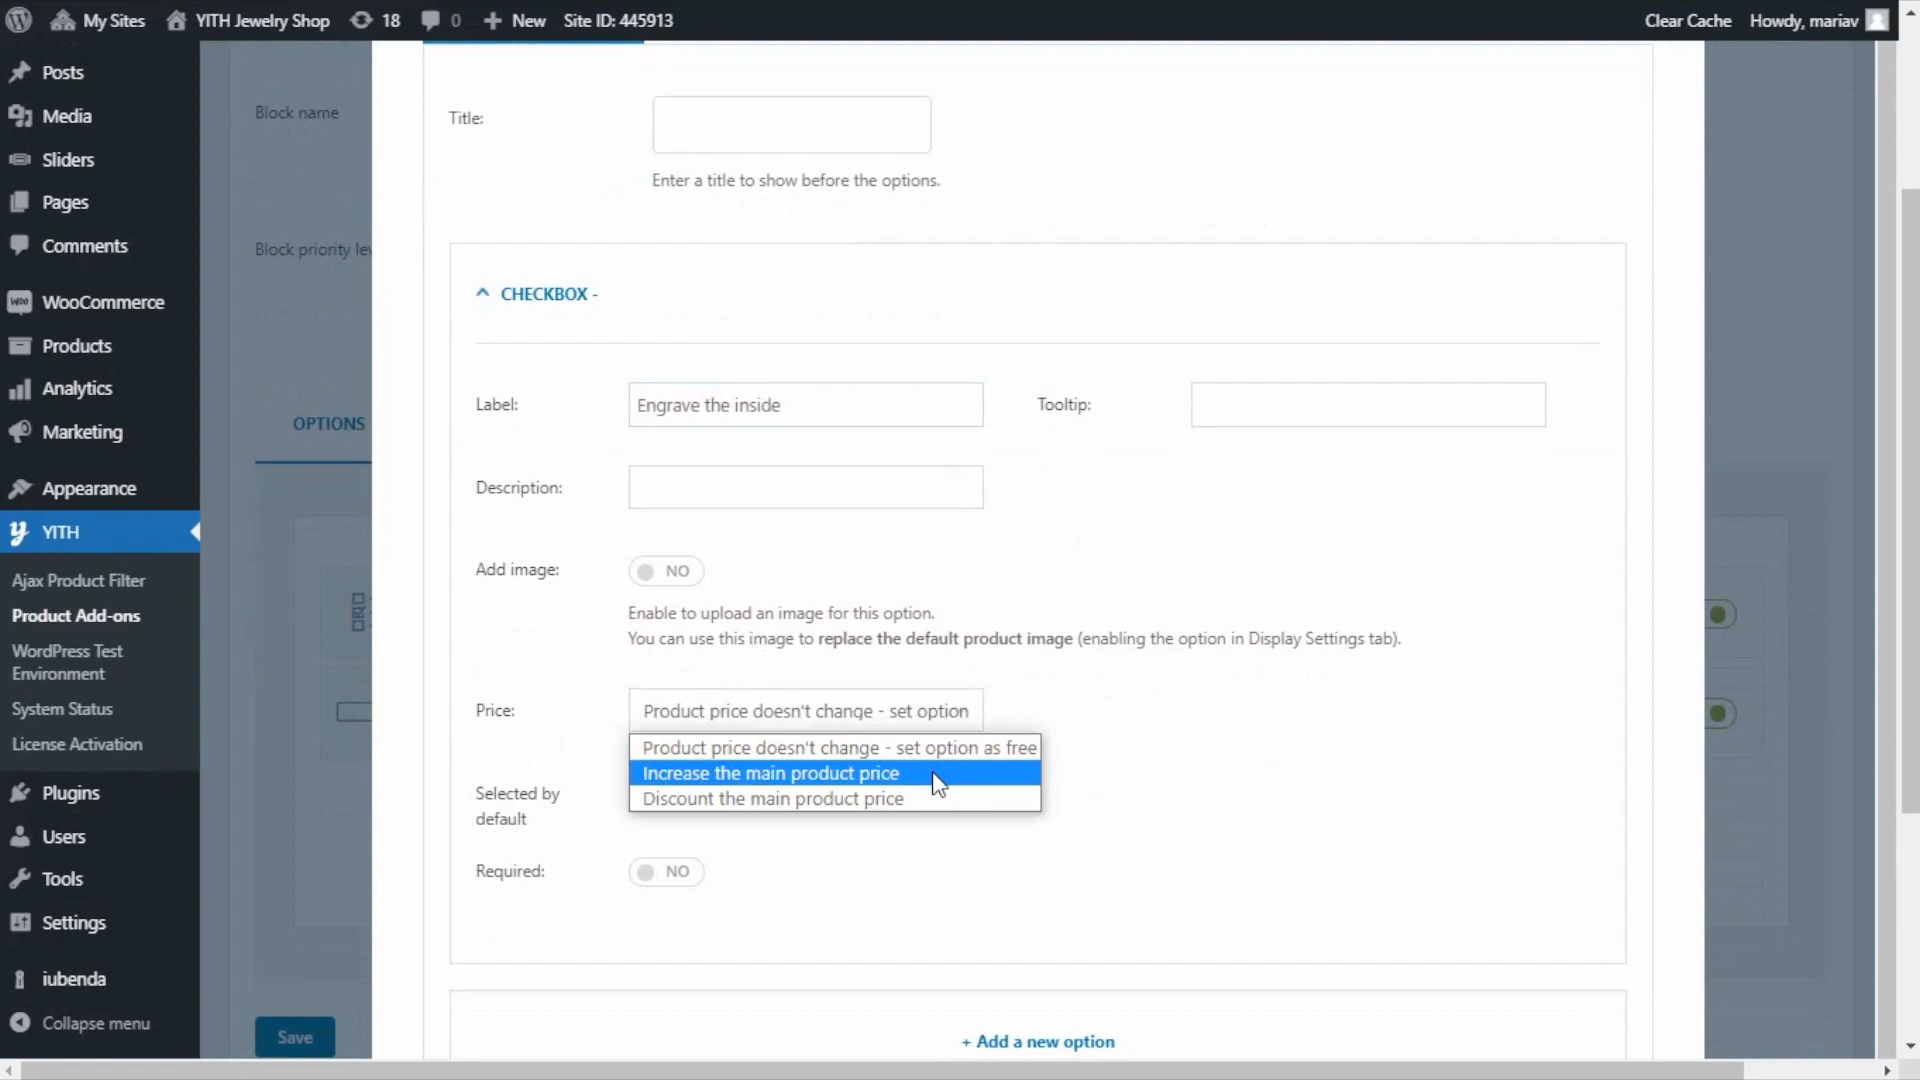 My Sites
YITH Jewelry Shop
18
0
New
Site ID: 445913
Clear Cache
Howdy, mariav
Posts
Media
Sliders
Pages
Comments
WooCommerce
Products
Analytics
Marketing
Appearance
YITH
Ajax Product Filter
Product Add-ons
WordPress Test
Environment
System Status
License Activation
Plugins
Users
Tools
Settings
iubenda
Collapse menu
Block name
Block priority lev
OPTIONS
Save
Title:
Enter a title to show before the options.
CHECKBOX -
Label:
Engrave the inside
Tooltip:
Description:
Add image:
NO
Enable to upload an image for this option.
You can use this image to replace the default product image (enabling the option in Display Settings tab).
Price:
Product price doesn't change - set option
Product price doesn't change - set option as free
Increase the main product price
Discount the main product price
Selected by
default
Required:
NO
+ Add a new option